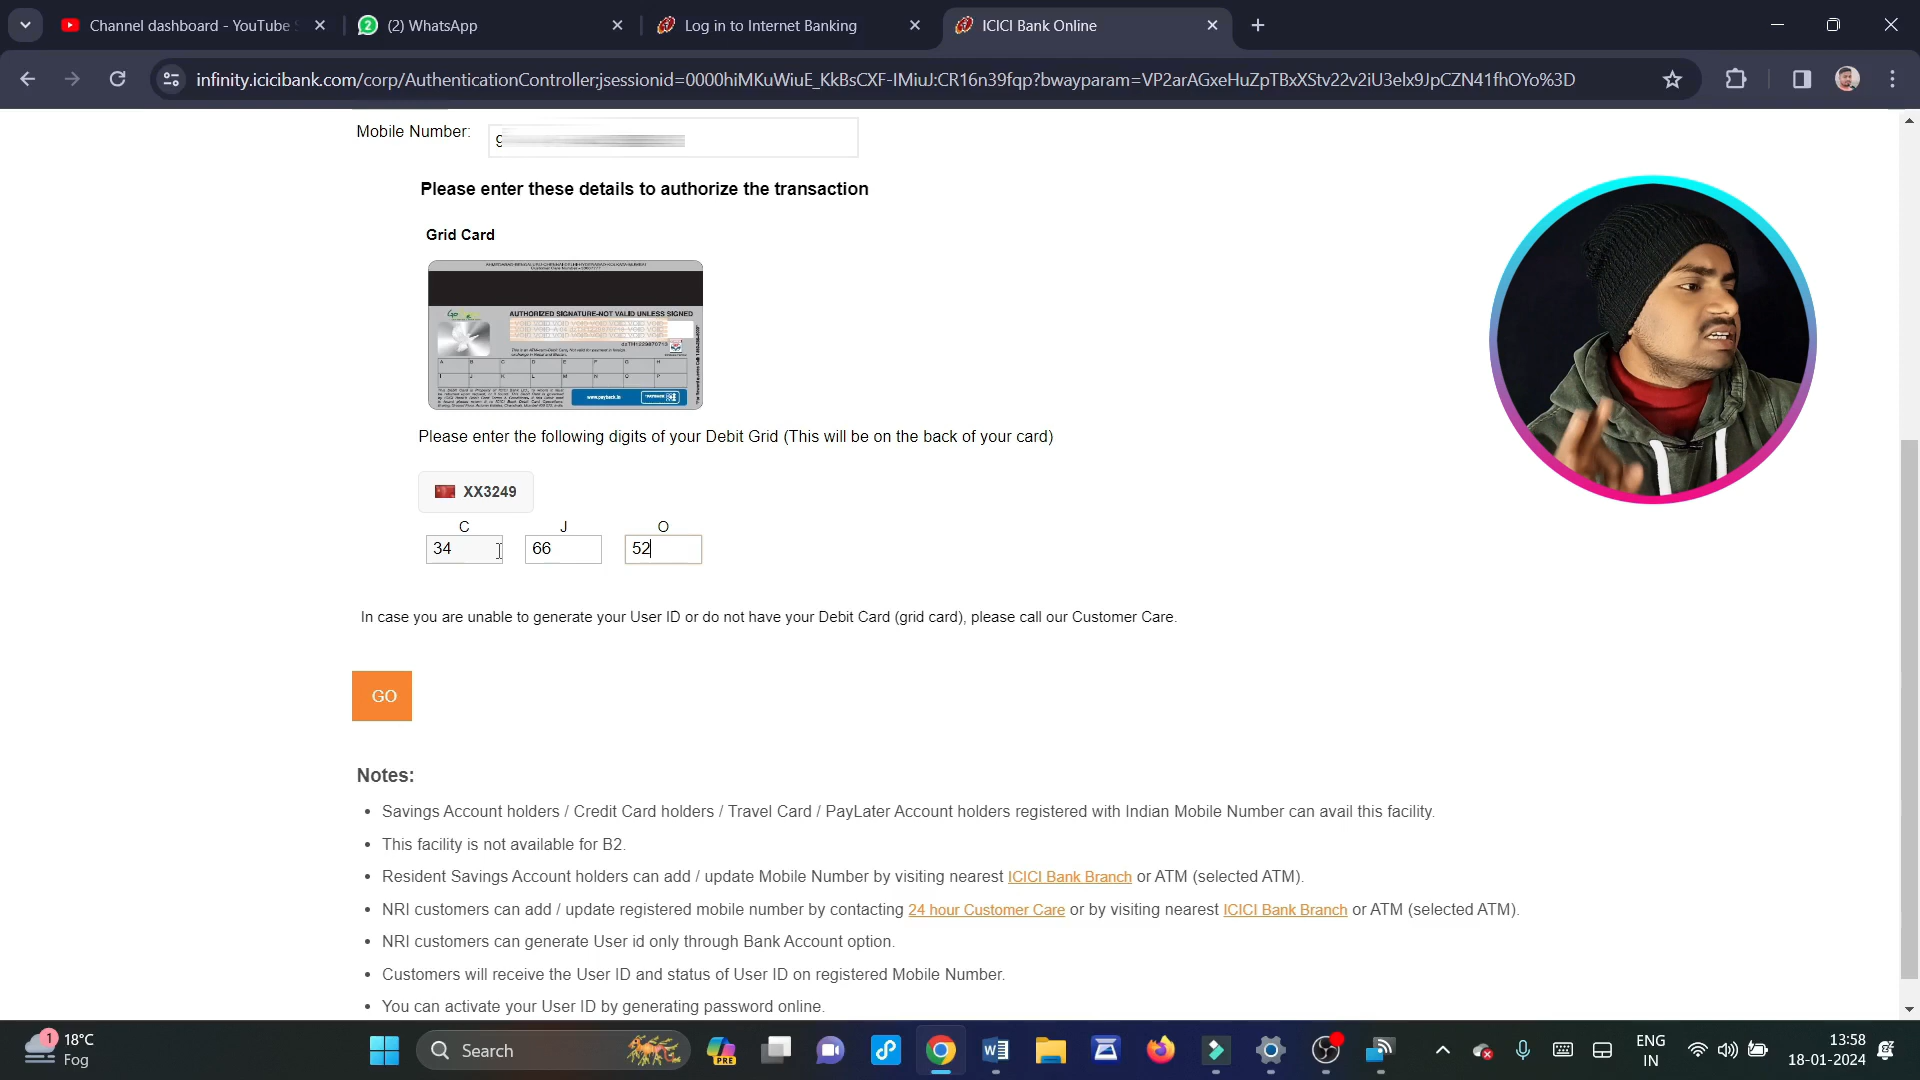 Channel dashboard - YouTube
(2) WhatsApp
Log in to Internet Banking
ICICI Bank Online
infinity.icicibank.com/corp/AuthenticationController;jsessionid=0000hiMKuWiuE_KkBsCXF-IMiuJ:CR16n39fqp?bwayparam=VP2arAGxeHuZpTBxXStv22v2iU3elx9JpCZN41fhOYo%3D
Mobile Number:
9
Please enter these details to authorize the transaction
Grid Card
AUTHORIZED SIGNATURE-NOT VALID UNLESS SIGNED
A B C D E F G H
I J K L M N O P
www.payback.in
Please enter the following digits of your Debit Grid (This will be on the back of your card)
XX3249
C J O
34 66 52
In case you are unable to generate your User ID or do not have your Debit Card (grid card), please call our Customer Care.
GO
Notes:
• Savings Account holders / Credit Card holders / Travel Card / PayLater Account holders registered with Indian Mobile Number can avail this facility.
• This facility is not available for B2.
• Resident Savings Account holders can add / update Mobile Number by visiting nearest ICICI Bank Branch or ATM (selected ATM).
• NRI customers can add / update registered mobile number by contacting 24 hour Customer Care or by visiting nearest ICICI Bank Branch or ATM (selected ATM).
• NRI customers can generate User id only through Bank Account option.
• Customers will receive the User ID and status of User ID on registered Mobile Number.
• You can activate your User ID by generating password online.
1
18°C
Fog
Search
PRE
ENG
IN
13:58
18-01-2024